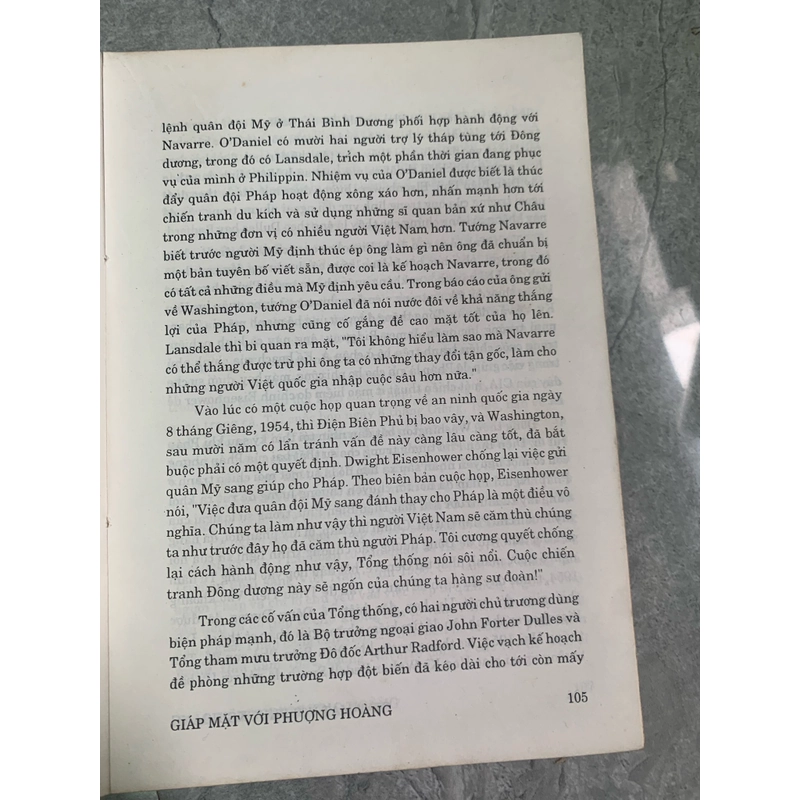 lệnh quân đội Mỹ ở Thái Bình Dương phối hợp hành động với
Navarre. O'Daniel có mười hai người trợ lý tháp tùng tới Đông
dương, trong đó có Lansdale, trích một phần thời gian đang phục
vụ của mình ở Philippin. Nhiệm vụ của O'Daniel được biết là thúc
đẩy quân đội Pháp hoạt động xông xáo hơn, nhấn mạnh hơn tới
chiến tranh du kích và sử dụng những sĩ quan bản xứ như Châu
trong những đơn vị có nhiều người Việt Nam hơn. Tướng Navarre
biết trước người Mỹ định thúc ép ông làm gì nên ông đã chuẩn bị
một bản tuyên bố viết sẵn, được coi là kế hoạch Navarre, trong đó
có tất cả những điều mà Mỹ định yêu cầu. Trong báo cáo của ông gửi
về Washington, tướng O'Daniel đã nói nước đôi về khả năng thắng
lợi của Pháp, nhưng cũng cố gắng đề cao mặt tốt của họ lên.
Lansdale thì bi quan ra mặt, "Tôi không hiểu làm sao mà Navarre
có thể thắng được trừ phi ông ta có những thay đổi tận gốc, làm cho
những người Việt quốc gia nhập cuộc sâu hơn nữa."
Vào lúc có một cuộc họp quan trọng về an ninh quốc gia ngày
8 tháng Giêng, 1954, thì Điện Biên Phủ bị bao vây, và Washington,
sau mười năm cố lẩn tránh vấn đề này càng lâu càng tốt, đã bắt
buộc phải có một quyết định. Dwight Eisenhower chống lại việc gửi
quân Mỹ sang giúp cho Pháp. Theo biên bản cuộc họp, Eisenhower
nói, "Việc đưa quân đội Mỹ sang đánh thay cho Pháp là một điều vô
nghĩa. Chúng ta làm như vậy thì người Việt Nam sẽ căm thù chúng
ta như trước đây họ đã căm thù người Pháp. Tôi cương quyết chống
lại cách hành động như vậy, Tổng thống nói sôi nổi. Cuộc chiến
tranh Đông dương này sẽ ngốn của chúng ta hàng sư đoàn!"
Trong các cố vấn của Tổng thống, có hai người chủ trương dùng
biện pháp mạnh, đó là Bộ trưởng ngoại giao John Forter Dulles và
Tổng tham mưu trưởng Đô đốc Arthur Radford. Việc vạch kế hoạch
đề phòng những trường hợp đột biến đã kéo dài cho tới còn mấy
GIÁP MẶT VỚI PHƯỢNG HOÀNG
105